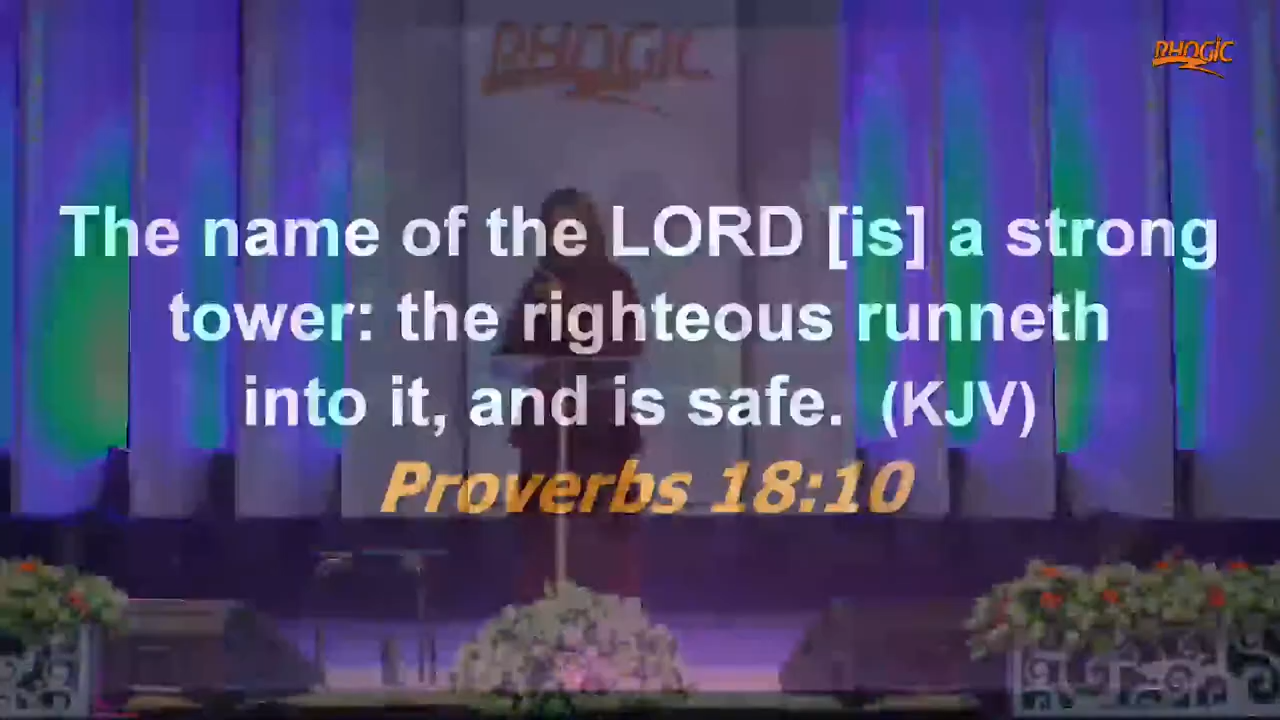 RHOGIC
RHOGIC
The name of the LORD [is] a strong
tower: the righteous runneth
into it, and is safe. (KJV)
Proverbs 18:10